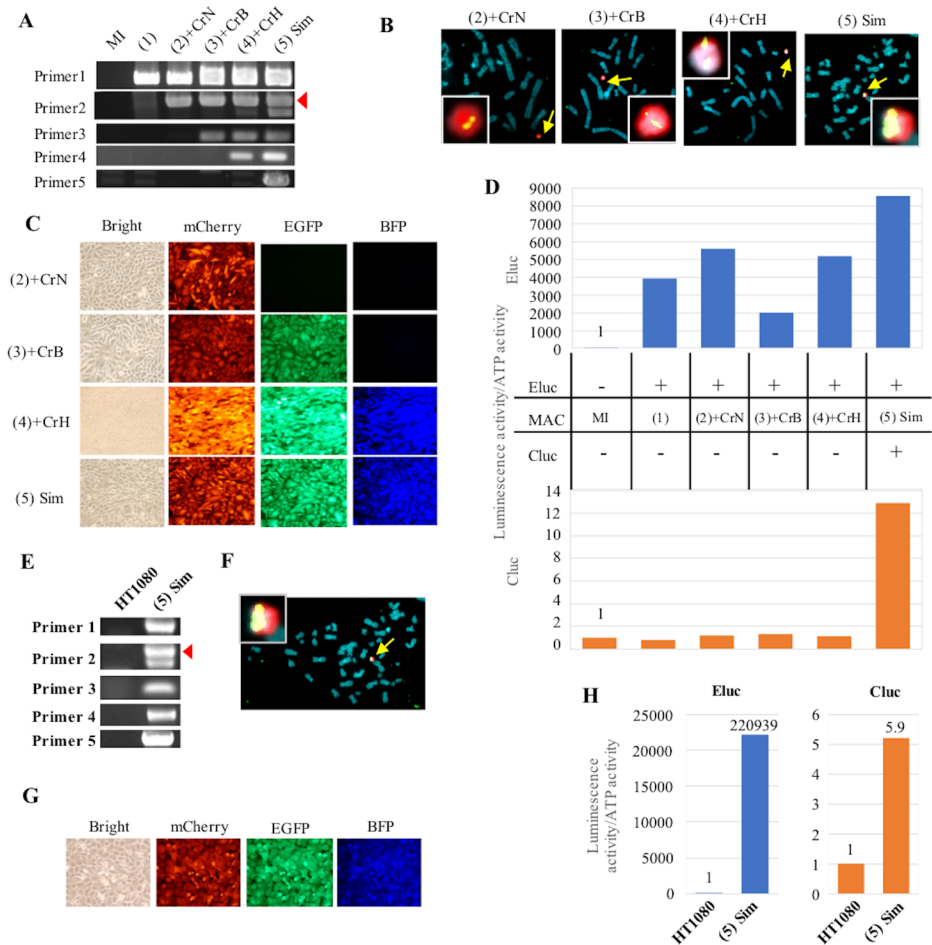 A
MI (1) (2)+CrN (3)+CrB (4)+CrH (5) Sim
Primer1
Primer2
Primer3
Primer4
Primer5
B
(2)+CrN (3)+CrB (4)+CrH (5) Sim
C
Bright mCherry EGFP BFP
(2)+CrN
(3)+CrB
(4)+CrH
(5) Sim
D
Luminescence activity/ATP activity
Eluc
9000
8000
7000
6000
5000
4000
3000
2000
1000
0
1
Eluc - + + + + +
MAC MI (1) (2)+CrN (3)+CrB (4)+CrH (5) Sim
Cluc - - - - - +
Cluc
14
12
10
8
6
4
2
0
1
E
HT1080 (5) Sim
Primer 1
Primer 2
Primer 3
Primer 4
Primer 5
F
G
Bright mCherry EGFP BFP
H
Eluc Cluc
Luminescence
activity/ATP activity
25000
20000
15000
10000
5000
0
1
220939
HT1080 (5) Sim
6
5
4
3
2
1
0
1
5.9
HT1080 (5) Sim